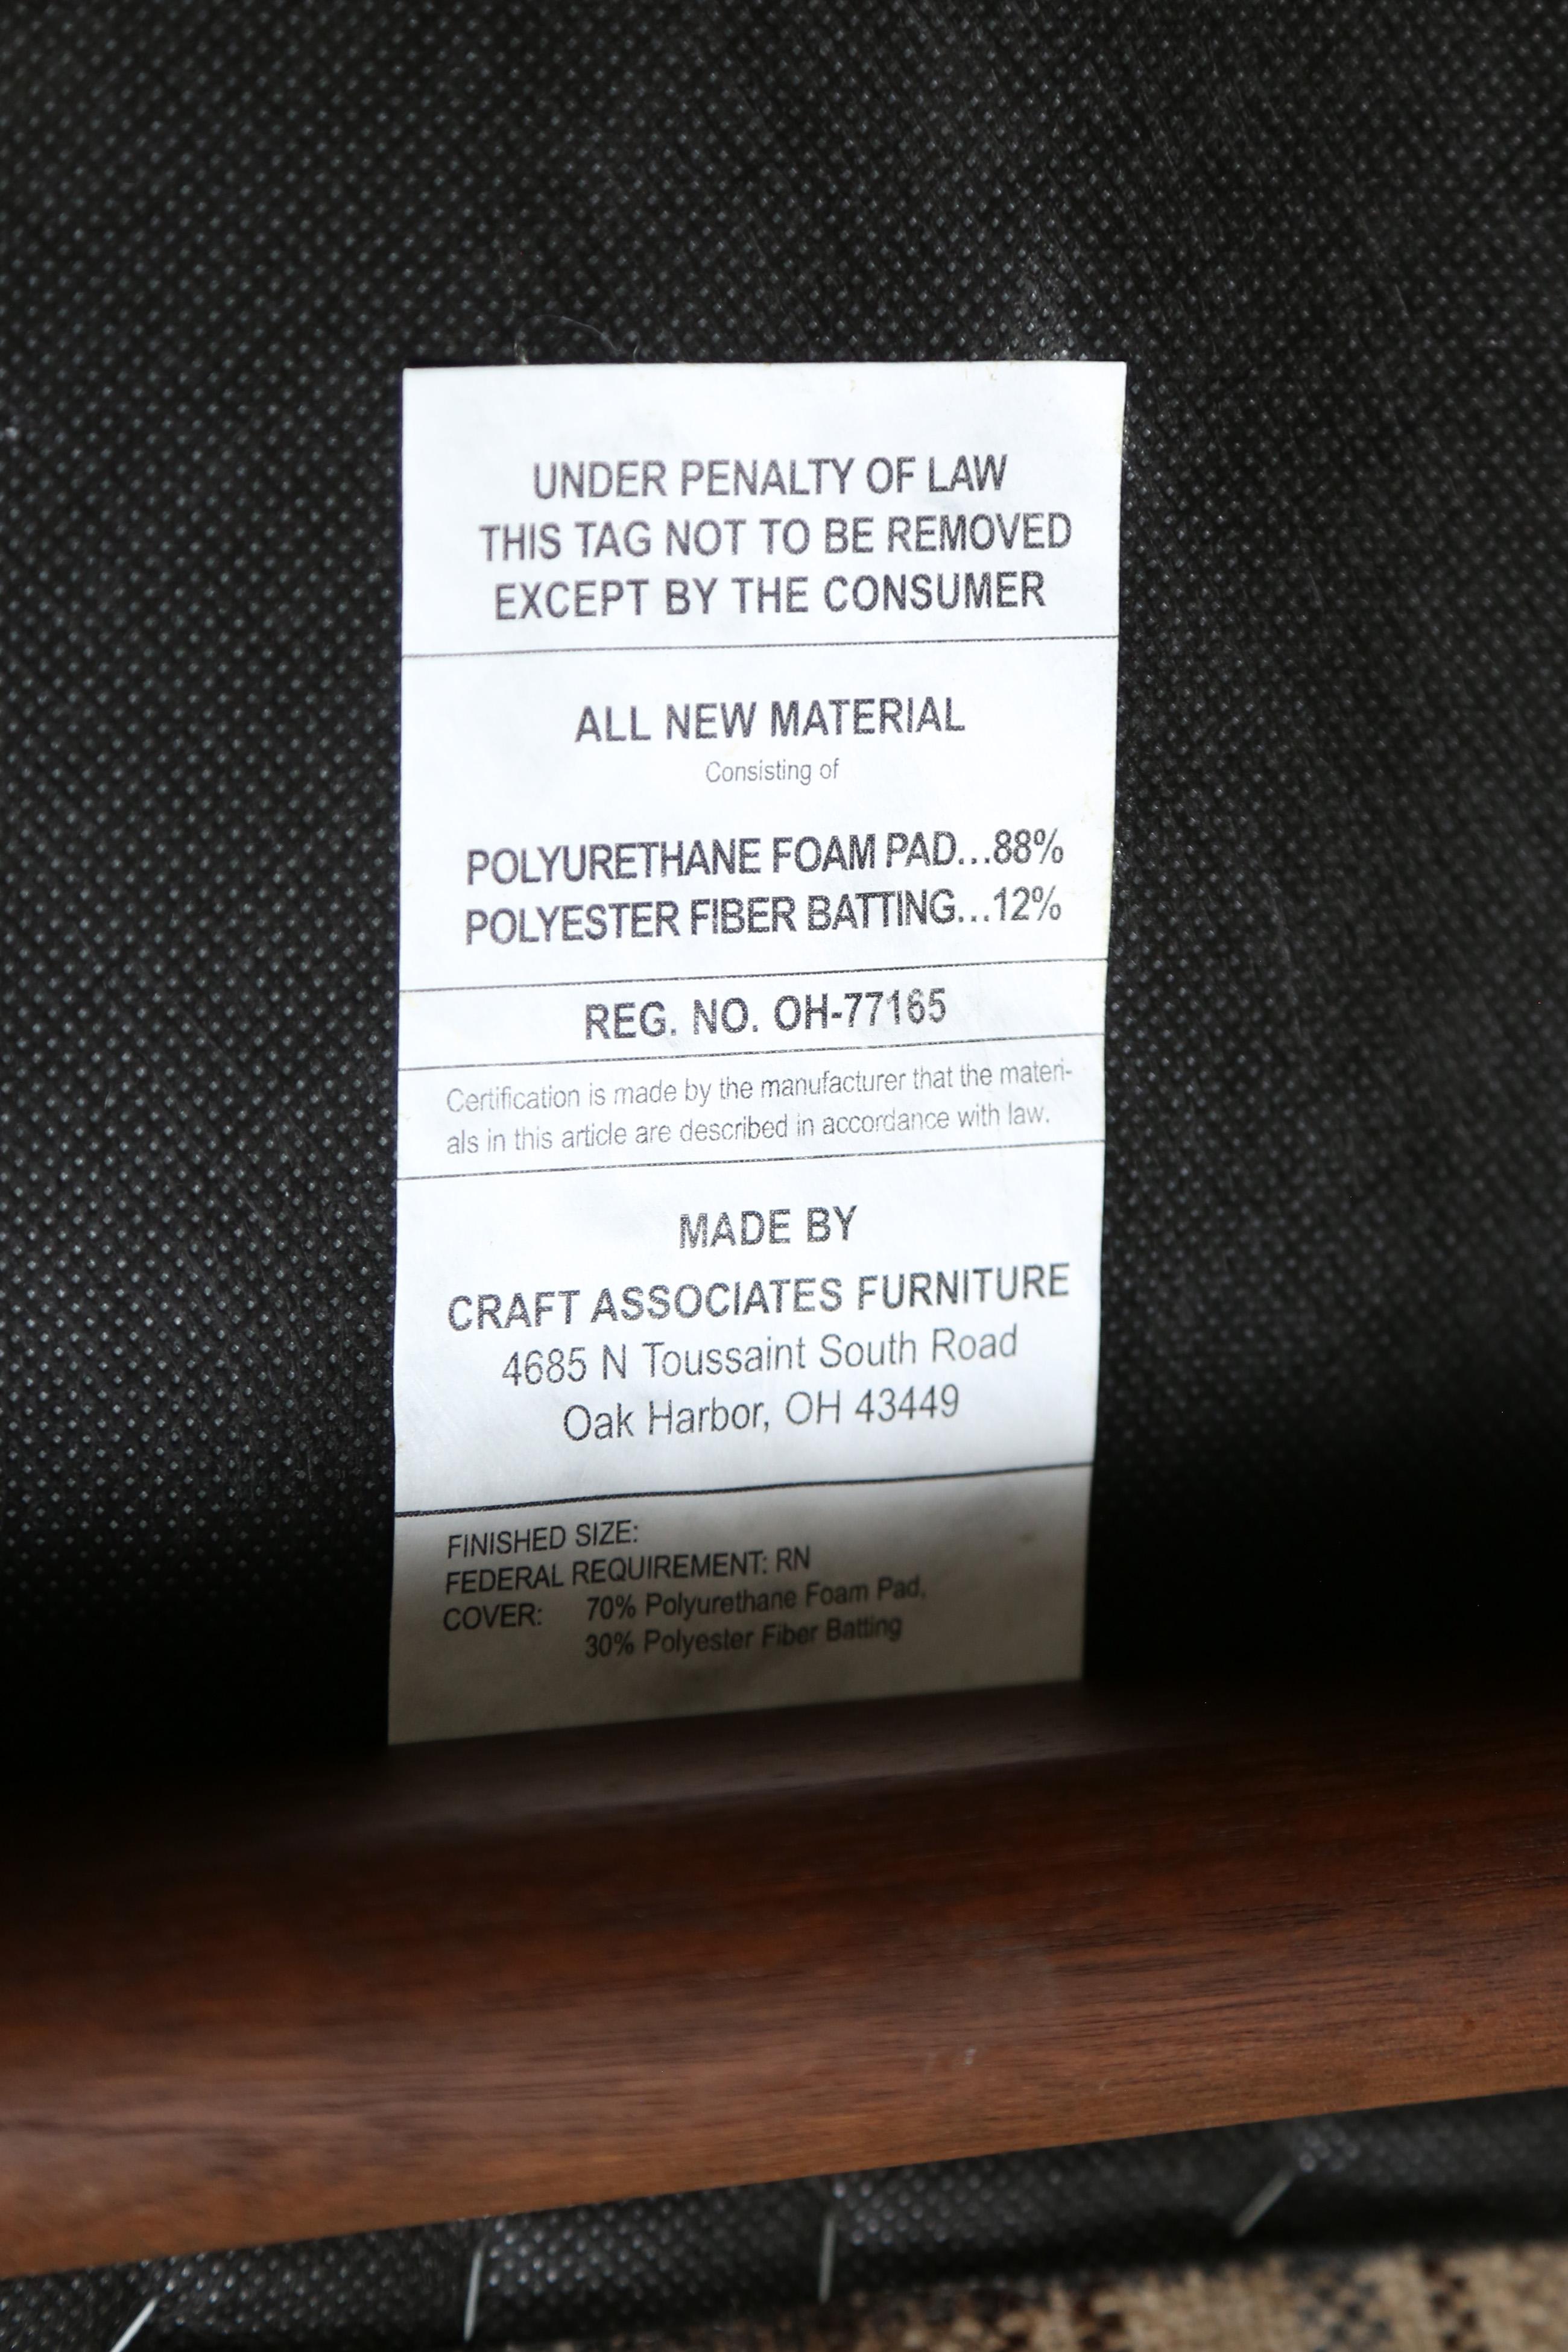 UNDER PENALTY OF LAW
THIS TAG NOT TO BE REMOVED
EXCEPT BY THE CONSUMER
ALL NEW MATERIAL
Consisting of
POLYURETHANE FOAM PAD...88%
POLYESTER FIBER BATTING...12%
REG. NO. OH-77165
Certification is made by the manufacturer that the materi-
als in this article are described in accordance with law.
MADE BY
CRAFT ASSOCIATES FURNITURE
4685 N Toussaint South Road
Oak Harbor, OH 43449
FINISHED SIZE:
FEDERAL REQUIREMENT: RN
COVER: 70% Polyurethane Foam Pad,
30% Polyester Fiber Batting